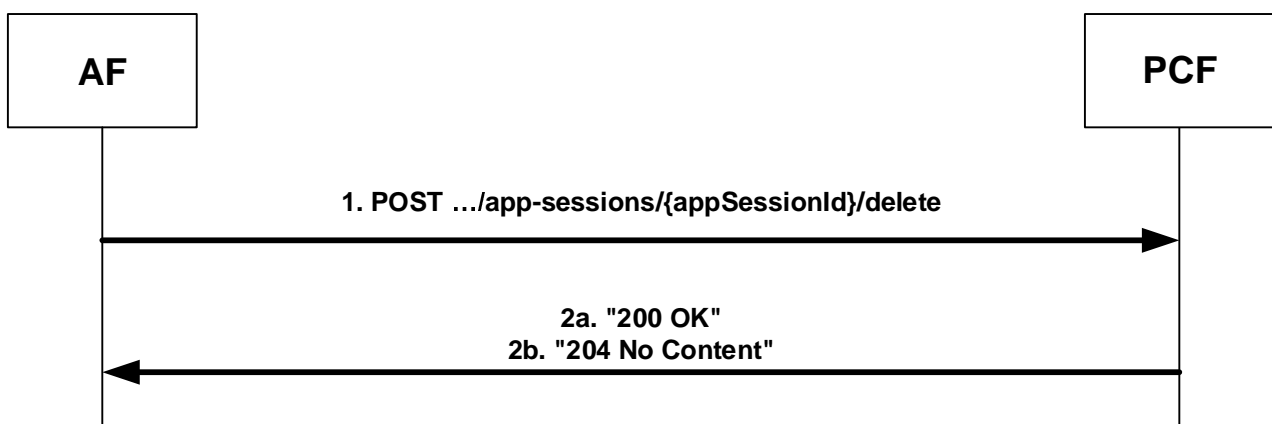 AF
PCF
1. POST …/app-sessions/{appSessionId}/delete
2a. "200 OK"
2b. "204 No Content"